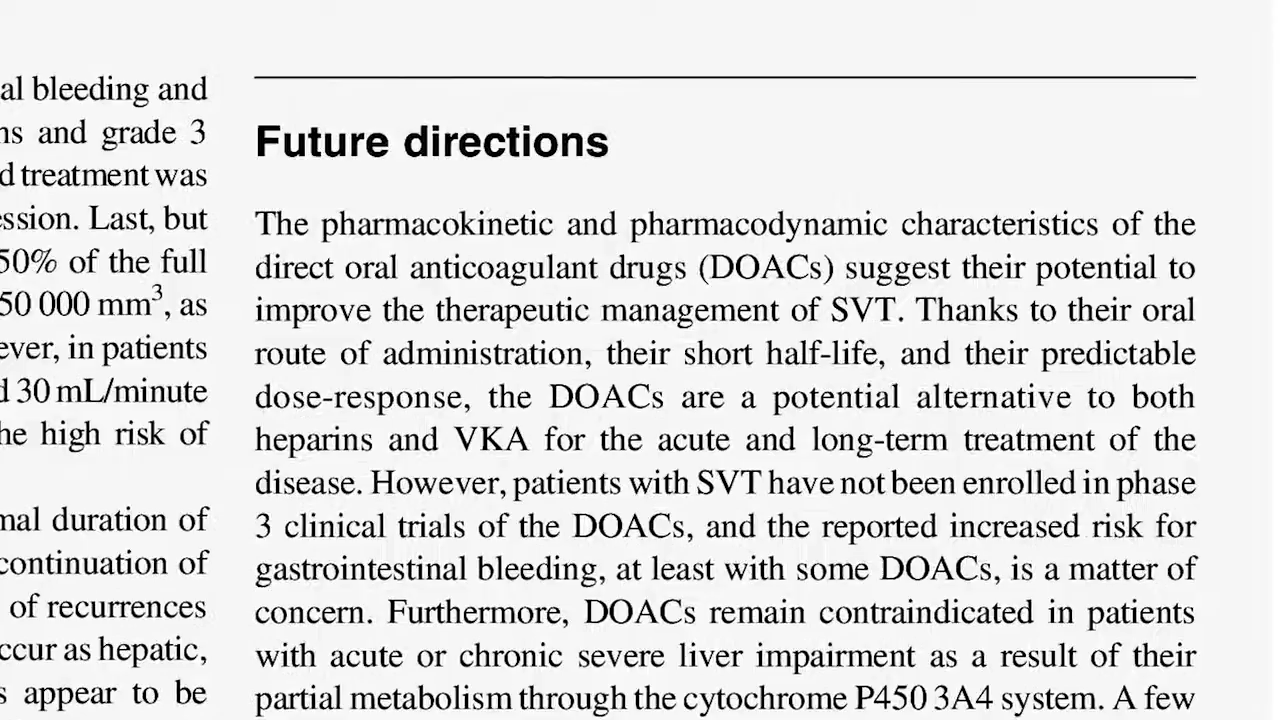 al bleeding and
and grade 3
treatment was
Last, but
50% of the full
50 000 mm³, as
in patients
30 mL/minute
high risk of
duration of
continuation of
of recurrences
as hepatic,
appear to be
Future directions
The pharmacokinetic and pharmacodynamic characteristics of the
direct oral anticoagulant drugs (DOACs) suggest their potential to
improve the therapeutic management of SVT. Thanks to their oral
route of administration, their short half-life, and their predictable
dose-response, the DOACs are a potential alternative to both
heparins and VKA for the acute and long-term treatment of the
disease. However, patients with SVT have not been enrolled in phase
3 clinical trials of the DOACs, and the reported increased risk for
gastrointestinal bleeding, at least with some DOACs, is a matter of
concern. Furthermore, DOACs remain contraindicated in patients
with acute or chronic severe liver impairment as a result of their
partial metabolism through the cytochrome P450 3A4 system. A few